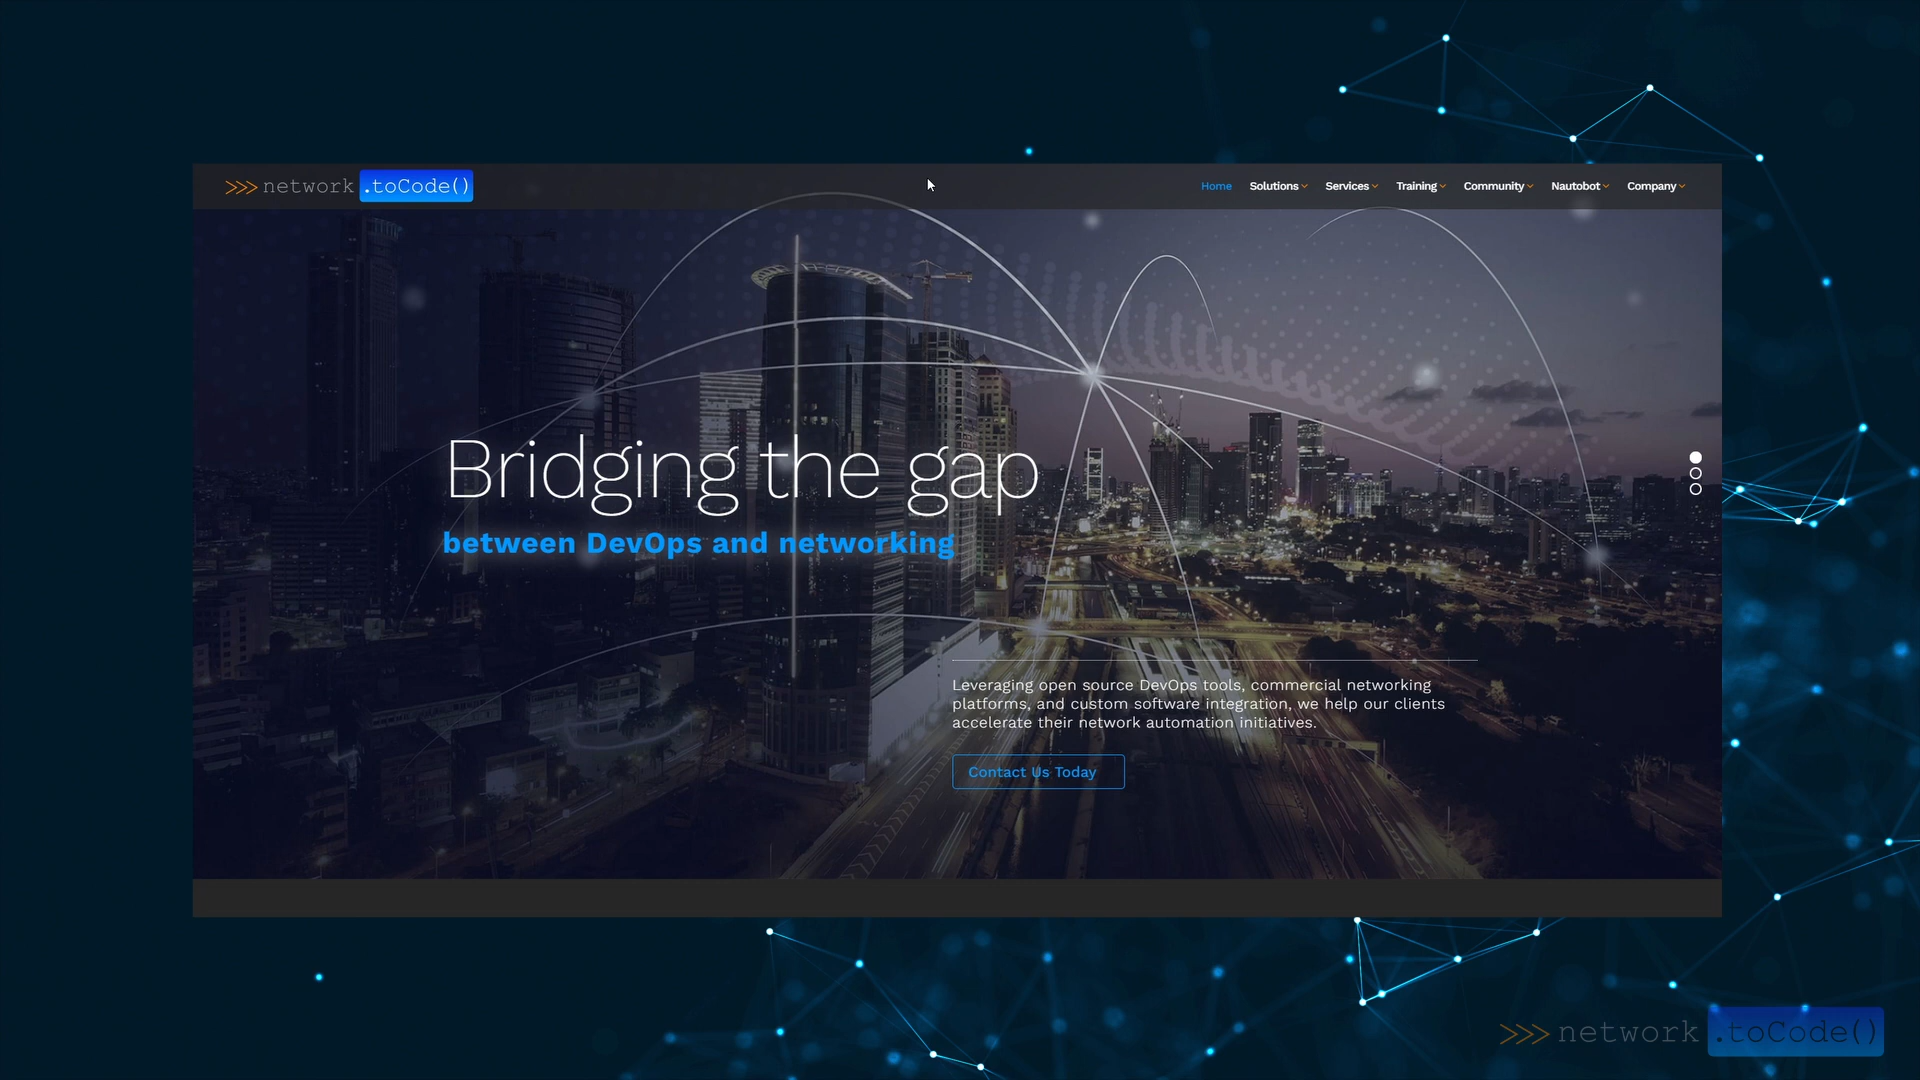 >>> network .toCode()
Home Solutions Services Training Community Nautobot Company
Bridging the gap
between DevOps and networking
Leveraging open source DevOps tools, commercial networking
platforms, and custom software integration, we help our clients
accelerate their network automation initiatives.
Contact Us Today
>>> network .toCode()